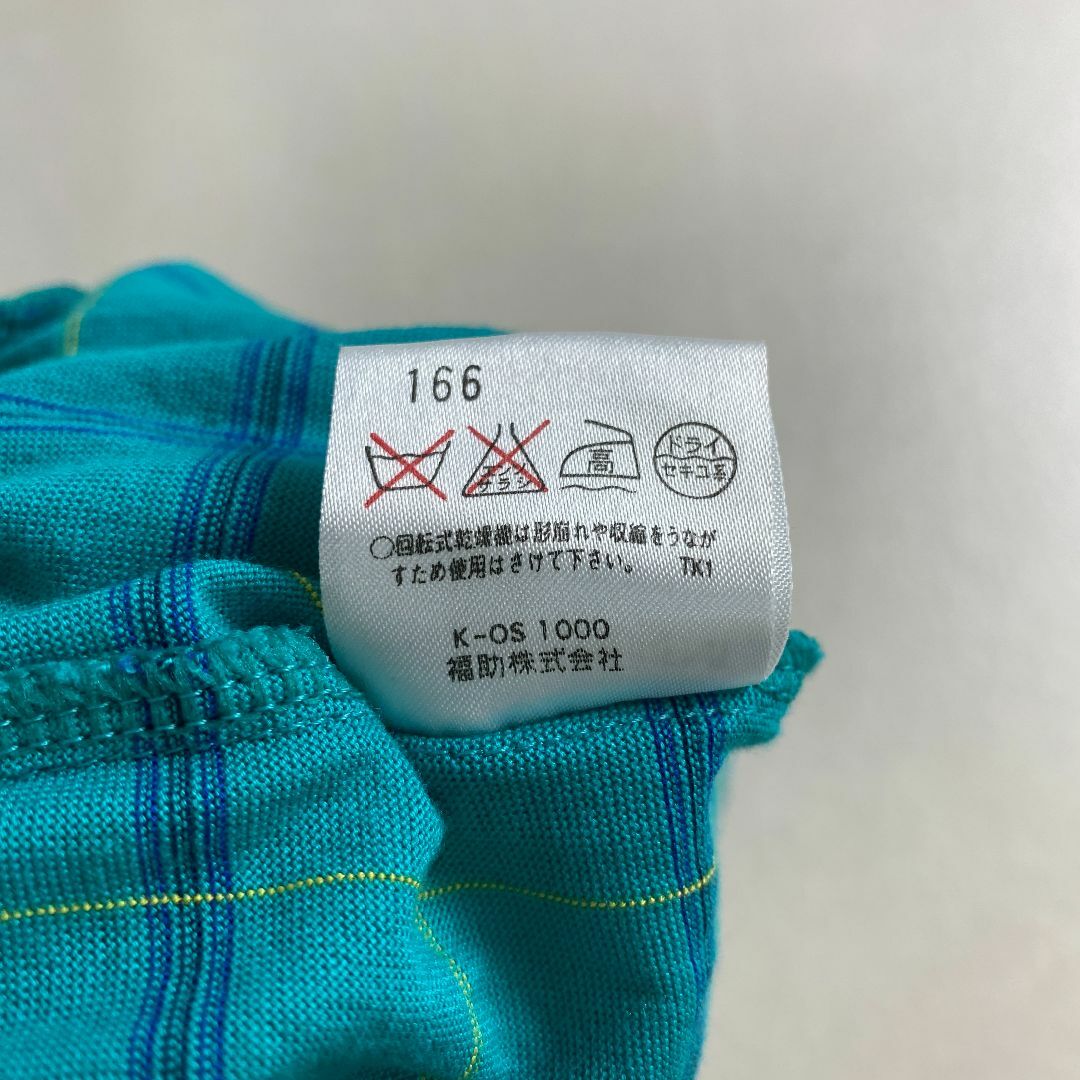 166
エンソ
サラシ
高
ドライ
セキユ系
○回転式乾燥機は形崩れや収縮をうなが
すため使用はさけて下さい。 TK1
K-OS 1000
福助株式会社